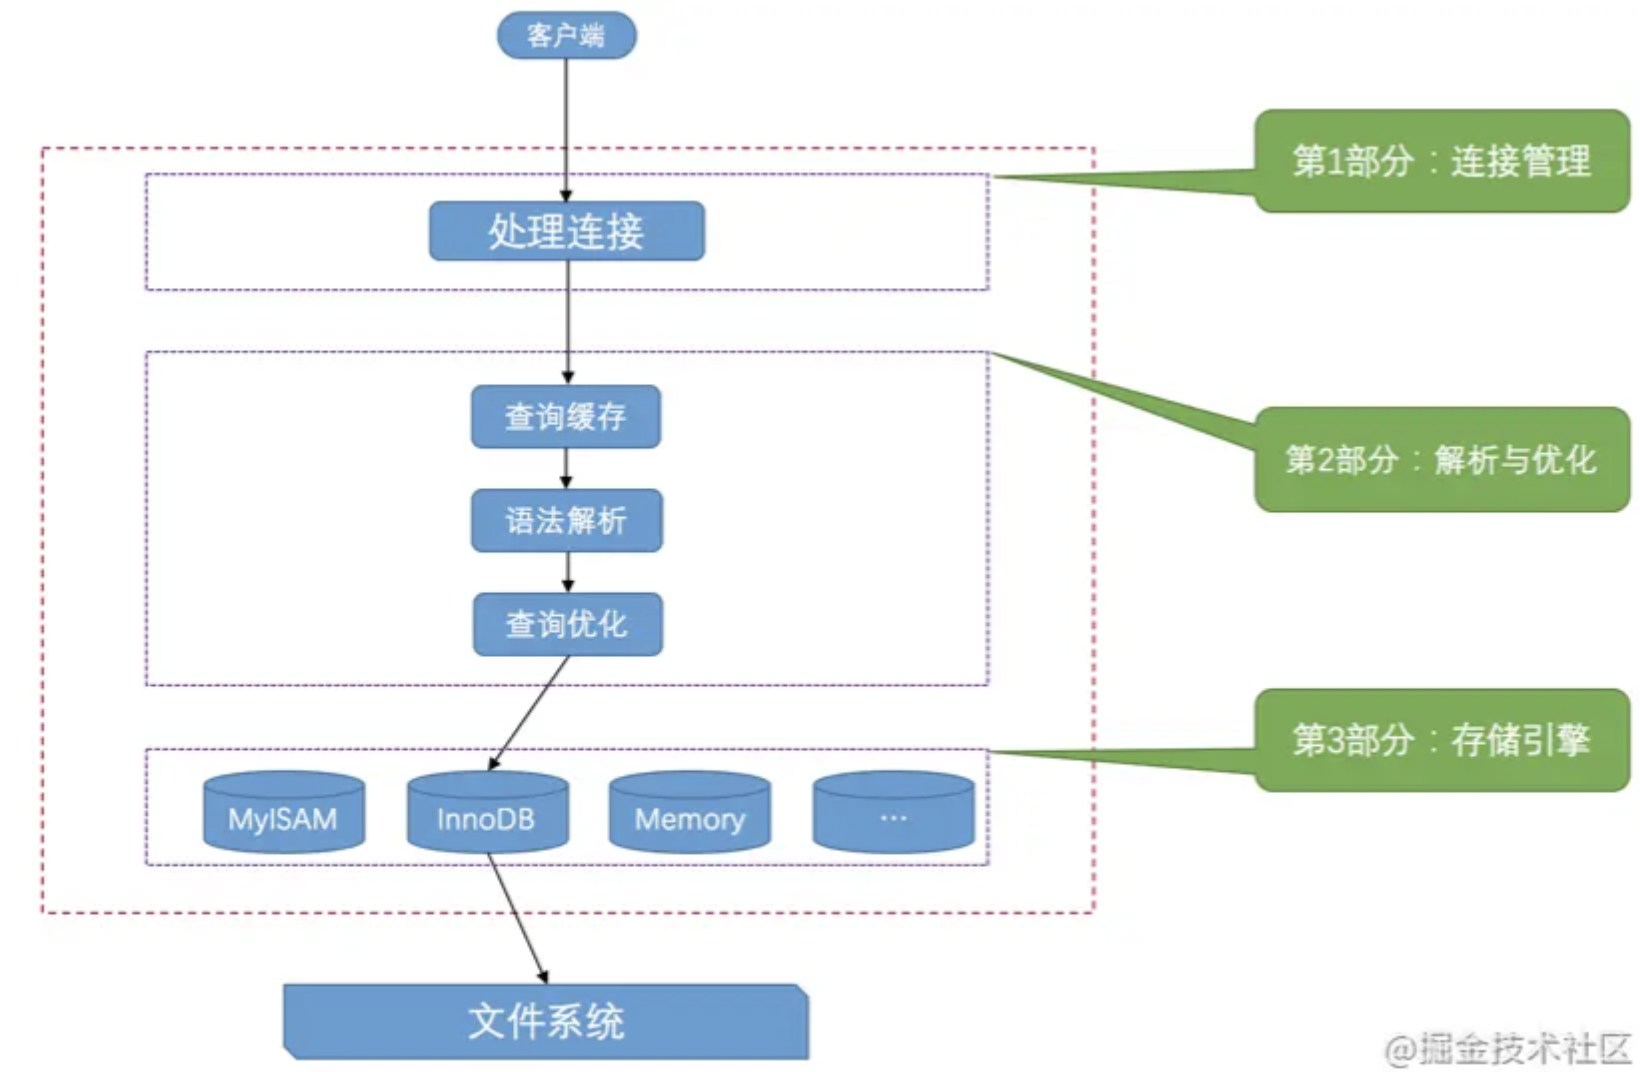 客户端
第1部分：连接管理
处理连接
查询缓存
第2部分：解析与优化
语法解析
查询优化
第3部分：存储引擎
MyISAM
InnoDB
Memory
…
文件系统
@掘金技术社区